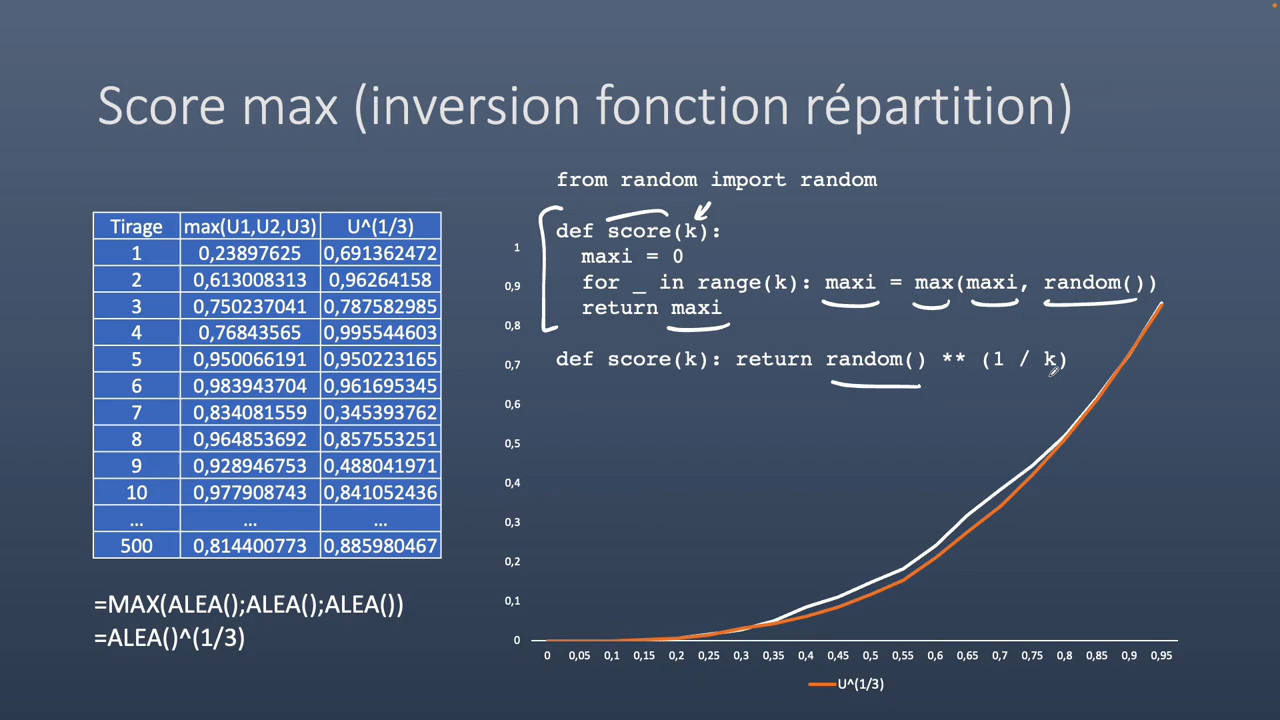 Score max (inversion fonction répartition)
Tirage max(U1,U2,U3) U^(1/3)
1 0,23897625 0,691362472
2 0,613008313 0,96264158
3 0,750237041 0,787582985
4 0,76843565 0,995544603
5 0,950066191 0,950223165
6 0,983943704 0,961695345
7 0,834081559 0,345393762
8 0,964853692 0,857553251
9 0,928946753 0,488041971
10 0,977908743 0,841052436
... ... ...
500 0,814400773 0,885980467
=MAX(ALEA();ALEA();ALEA())
=ALEA()^(1/3)
from random import random
def score(k):
maxi = 0
for _ in range(k): maxi = max(maxi, random())
return maxi
def score(k): return random() ** (1 / k)
1
0,9
0,8
0,7
0,6
0,5
0,4
0,3
0,2
0,1
0
0 0,05 0,1 0,15 0,2 0,25 0,3 0,35 0,4 0,45 0,5 0,55 0,6 0,65 0,7 0,75 0,8 0,85 0,9 0,95
U^(1/3)